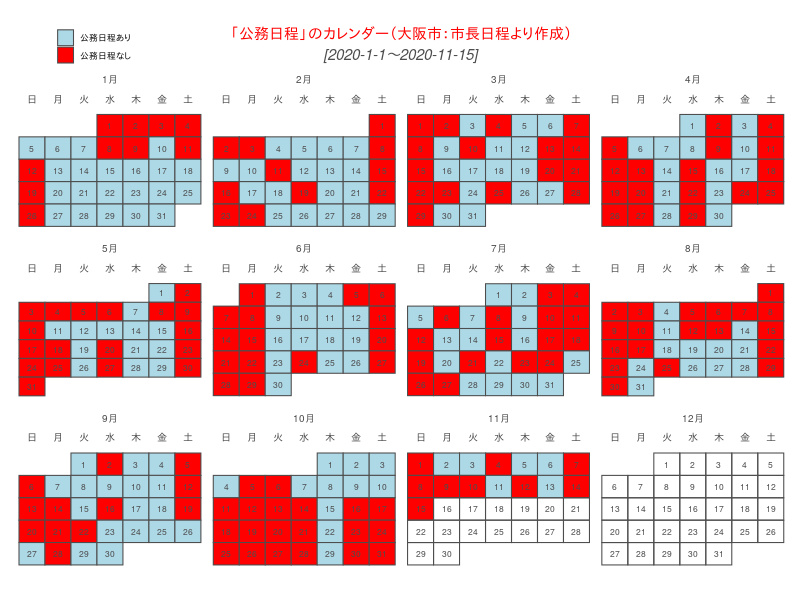 「公務日程」のカレンダー(大阪市:市長日程より作成)
[2020-1-1～2020-11-15]
公務日程あり
公務日程なし
1月
日 月 火 水 木 金 土
1 2 3 4
5 6 7 8 9 10 11
12 13 14 15 16 17 18
19 20 21 22 23 24 25
26 27 28 29 30 31
2月
日 月 火 水 木 金 土
1
2 3 4 5 6 7 8
9 10 11 12 13 14 15
16 17 18 19 20 21 22
23 24 25 26 27 28 29
3月
日 月 火 水 木 金 土
1 2 3 4 5 6 7
8 9 10 11 12 13 14
15 16 17 18 19 20 21
22 23 24 25 26 27 28
29 30 31
4月
日 月 火 水 木 金 土
1 2 3 4
5 6 7 8 9 10 11
12 13 14 15 16 17 18
19 20 21 22 23 24 25
26 27 28 29 30
5月
日 月 火 水 木 金 土
1 2
3 4 5 6 7 8 9
10 11 12 13 14 15 16
17 18 19 20 21 22 23
24 25 26 27 28 29 30
31
6月
日 月 火 水 木 金 土
1 2 3 4 5 6
7 8 9 10 11 12 13
14 15 16 17 18 19 20
21 22 23 24 25 26 27
28 29 30
7月
日 月 火 水 木 金 土
1 2 3 4
5 6 7 8 9 10 11
12 13 14 15 16 17 18
19 20 21 22 23 24 25
26 27 28 29 30 31
8月
日 月 火 水 木 金 土
1
2 3 4 5 6 7 8
9 10 11 12 13 14 15
16 17 18 19 20 21 22
23 24 25 26 27 28 29
30 31
9月
日 月 火 水 木 金 土
1 2 3 4 5
6 7 8 9 10 11 12
13 14 15 16 17 18 19
20 21 22 23 24 25 26
27 28 29 30
10月
日 月 火 水 木 金 土
1 2 3
4 5 6 7 8 9 10
11 12 13 14 15 16 17
18 19 20 21 22 23 24
25 26 27 28 29 30 31
11月
日 月 火 水 木 金 土
1 2 3 4 5 6 7
8 9 10 11 12 13 14
15 16 17 18 19 20 21
22 23 24 25 26 27 28
29 30
12月
日 月 火 水 木 金 土
1 2 3 4 5
6 7 8 9 10 11 12
13 14 15 16 17 18 19
20 21 22 23 24 25 26
27 28 29 30 31